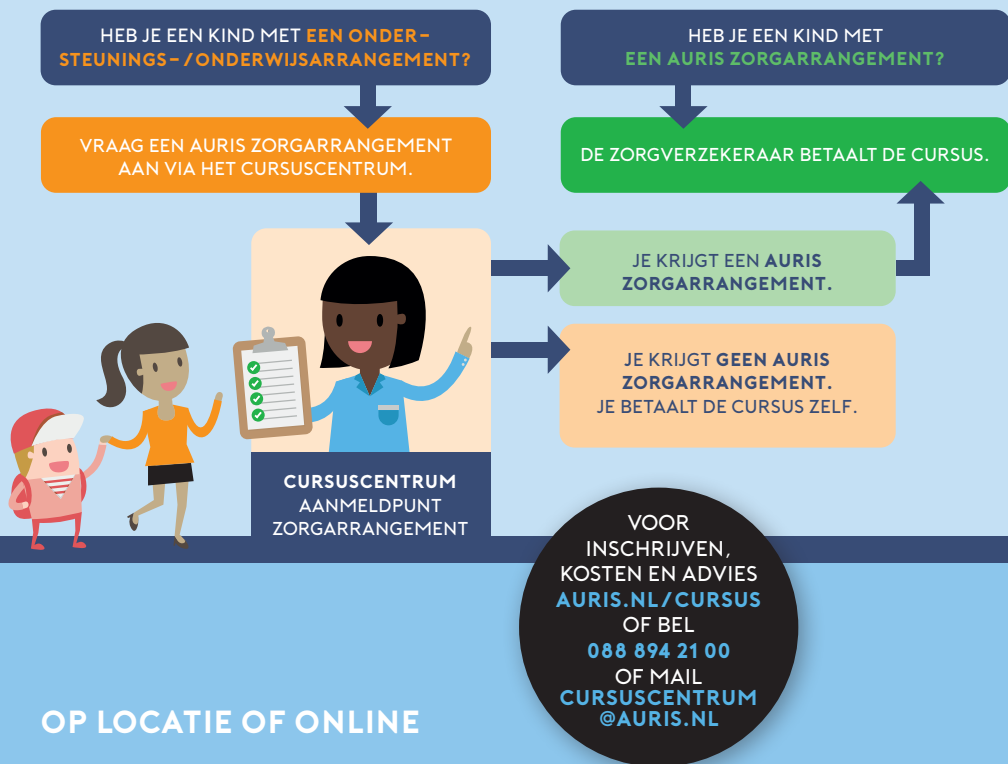 HEB JE EEN KIND MET EEN ONDER-
STEUNINGS-/ONDERWIJSARRANGEMENT?
VRAAG EEN AURIS ZORGARRANGEMENT
AAN VIA HET CURSUSCENTRUM.
HEB JE EEN KIND MET
EEN AURIS ZORGARRANGEMENT?
DE ZORGVERZEKERAAR BETAALT DE CURSUS.
JE KRIJGT EEN AURIS
ZORGARRANGEMENT.
JE KRIJGT GEEN AURIS
ZORGARRANGEMENT.
JE BETAALT DE CURSUS ZELF.
CURSUSCENTRUM
AANMELDPUNT
ZORGARRANGEMENT
VOOR
INSCHRIJVEN,
KOSTEN EN ADVIES
AURIS.NL/CURSUS
OF BEL
088 894 21 00
OF MAIL
CURSUSCENTRUM
@AURIS.NL
OP LOCATIE OF ONLINE